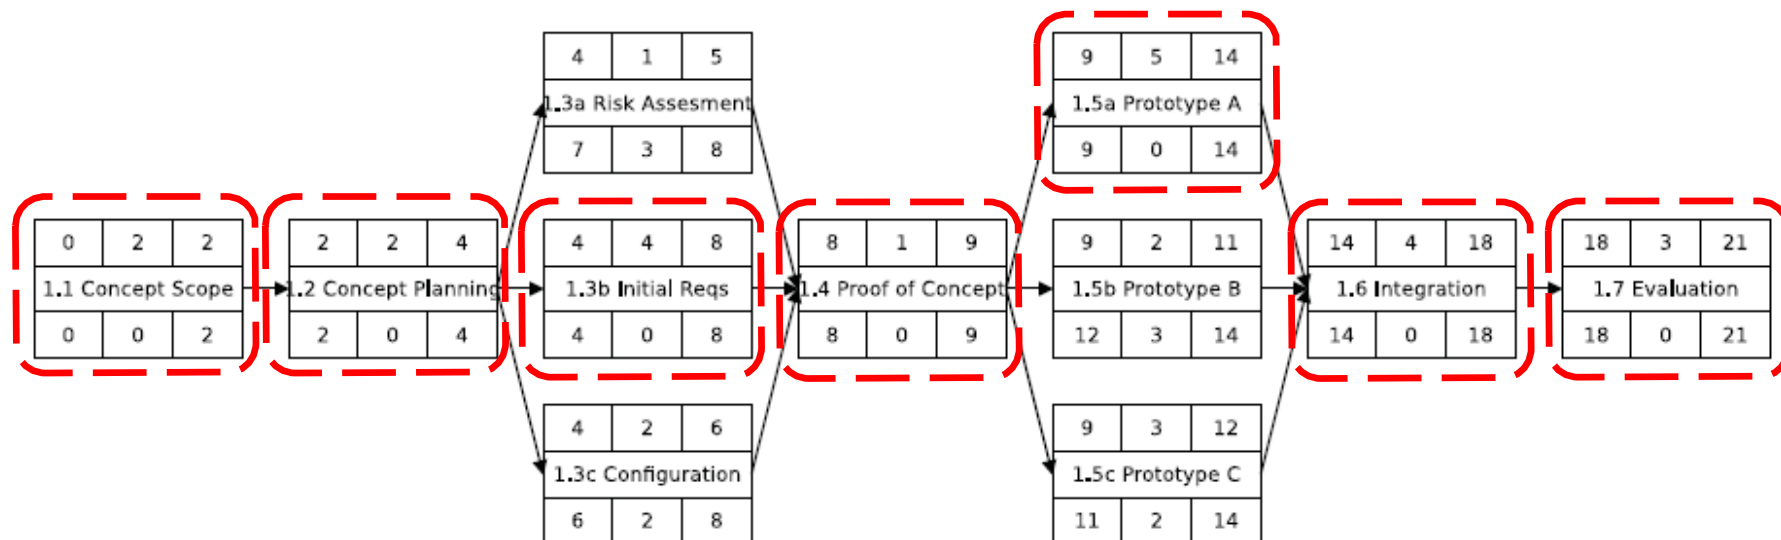 0 2 2
1.1 Concept Scope
0 0 2
2 2 4
1.2 Concept Planning
2 0 4
4 1 5
1.3a Risk Assesment
7 3 8
4 4 8
1.3b Initial Reqs
4 0 8
4 2 6
1.3c Configuration
6 2 8
8 1 9
1.4 Proof of Concept
8 0 9
9 5 14
1.5a Prototype A
9 0 14
9 2 11
1.5b Prototype B
12 3 14
9 3 12
1.5c Prototype C
11 2 14
14 4 18
1.6 Integration
14 0 18
18 3 21
1.7 Evaluation
18 0 21